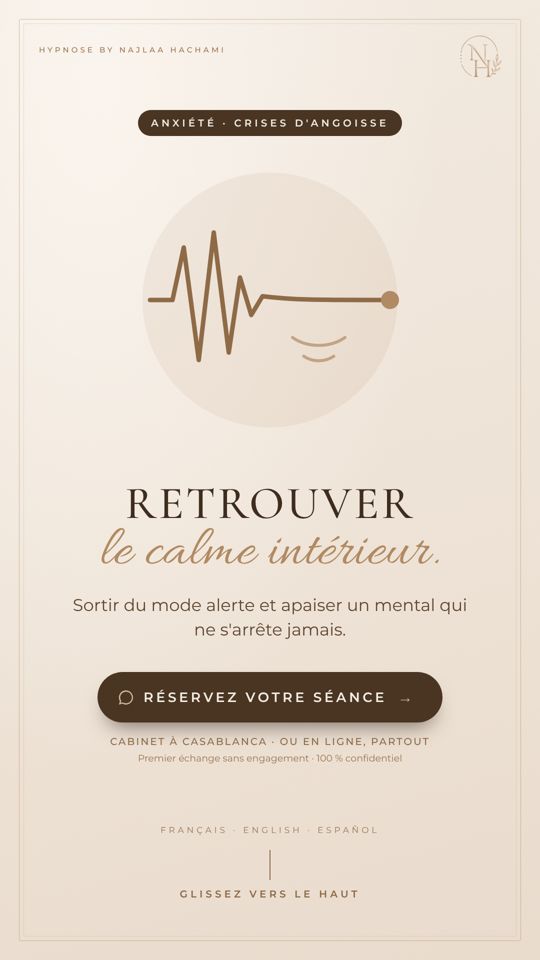 HYPNOSE BY NAJLAA HACHAMI
NH
ANXIÉTÉ · CRISES D'ANGOISSE
RETROUVER
le calme intérieur.
Sortir du mode alerte et apaiser un mental qui
ne s'arrête jamais.
RÉSERVEZ VOTRE SÉANCE →
CABINET À CASABLANCA · OU EN LIGNE, PARTOUT
Premier échange sans engagement · 100 % confidentiel
FRANÇAIS · ENGLISH · ESPAÑOL
GLISSEZ VERS LE HAUT